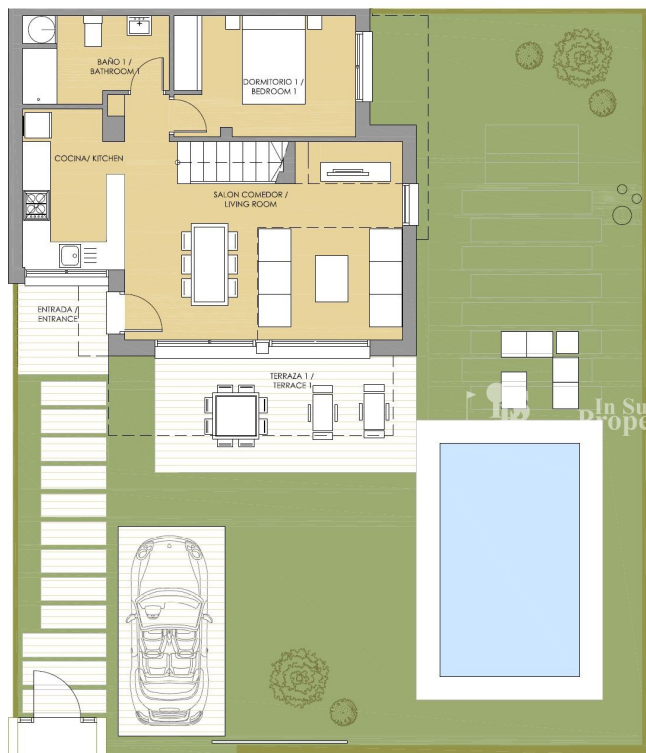 BAÑO 1 /
BATHROOM 1
DORMITORIO 1 /
BEDROOM 1
COCINA/ KITCHEN
SALON COMEDOR /
LIVING ROOM
ENTRADA /
ENTRANCE
TERRAZA 1 /
TERRACE 1
In Su
Prope